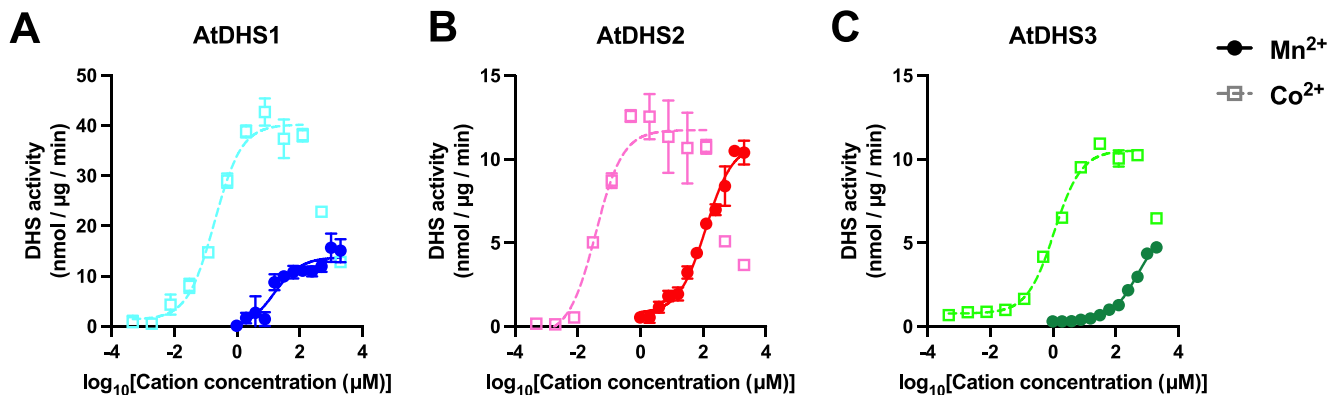 A
AtDHS1
DHS activity
(nmol / µg / min)
50
40
30
20
10
0
-4
-2
0
2
4
log10[Cation concentration (µM)]
B
AtDHS2
DHS activity
(nmol / µg / min)
15
10
5
0
-4
-2
0
2
4
log10[Cation concentration (µM)]
C
AtDHS3
DHS activity
(nmol / µg / min)
15
10
5
0
-4
-2
0
2
4
log10[Cation concentration (µM)]
Mn2+
Co2+